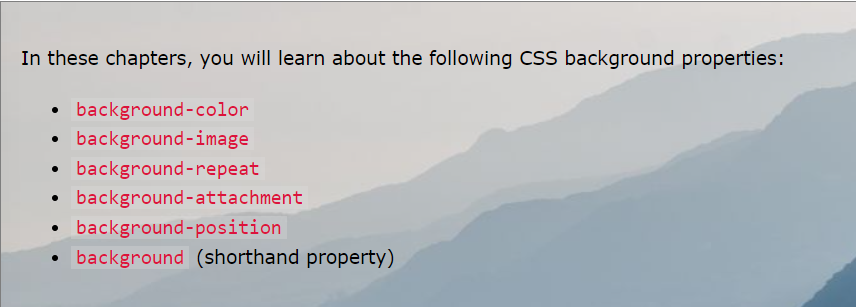 In these chapters, you will learn about the following CSS background properties:
• background-color
• background-image
• background-repeat
• background-attachment
• background-position
• background (shorthand property)